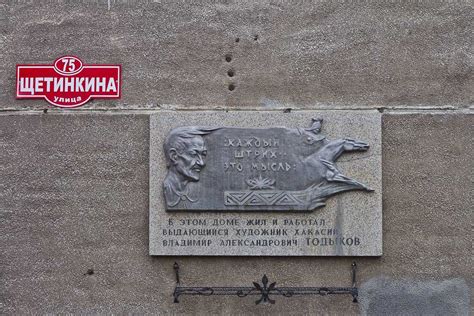 75
ЩЕТИНКИНА
улица
КАЖДЫЙ
ШТРИХ-
ЭТО МЫСЛЬ
В ЭТОМ ДОМЕ ЖИЛ И РАБОТАЛ
ВЫДАЮЩИЙСЯ ХУДОЖНИК ХАКАСИИ
ВЛАДИМИР АЛЕКСАНДРОВИЧ ТОДЫКОВ